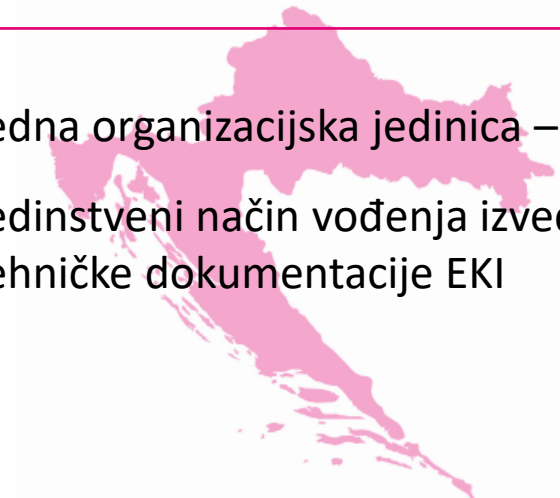 edna organizacijska jedinica –
edinstveni način vođenja izved
ehničke dokumentacije EKI